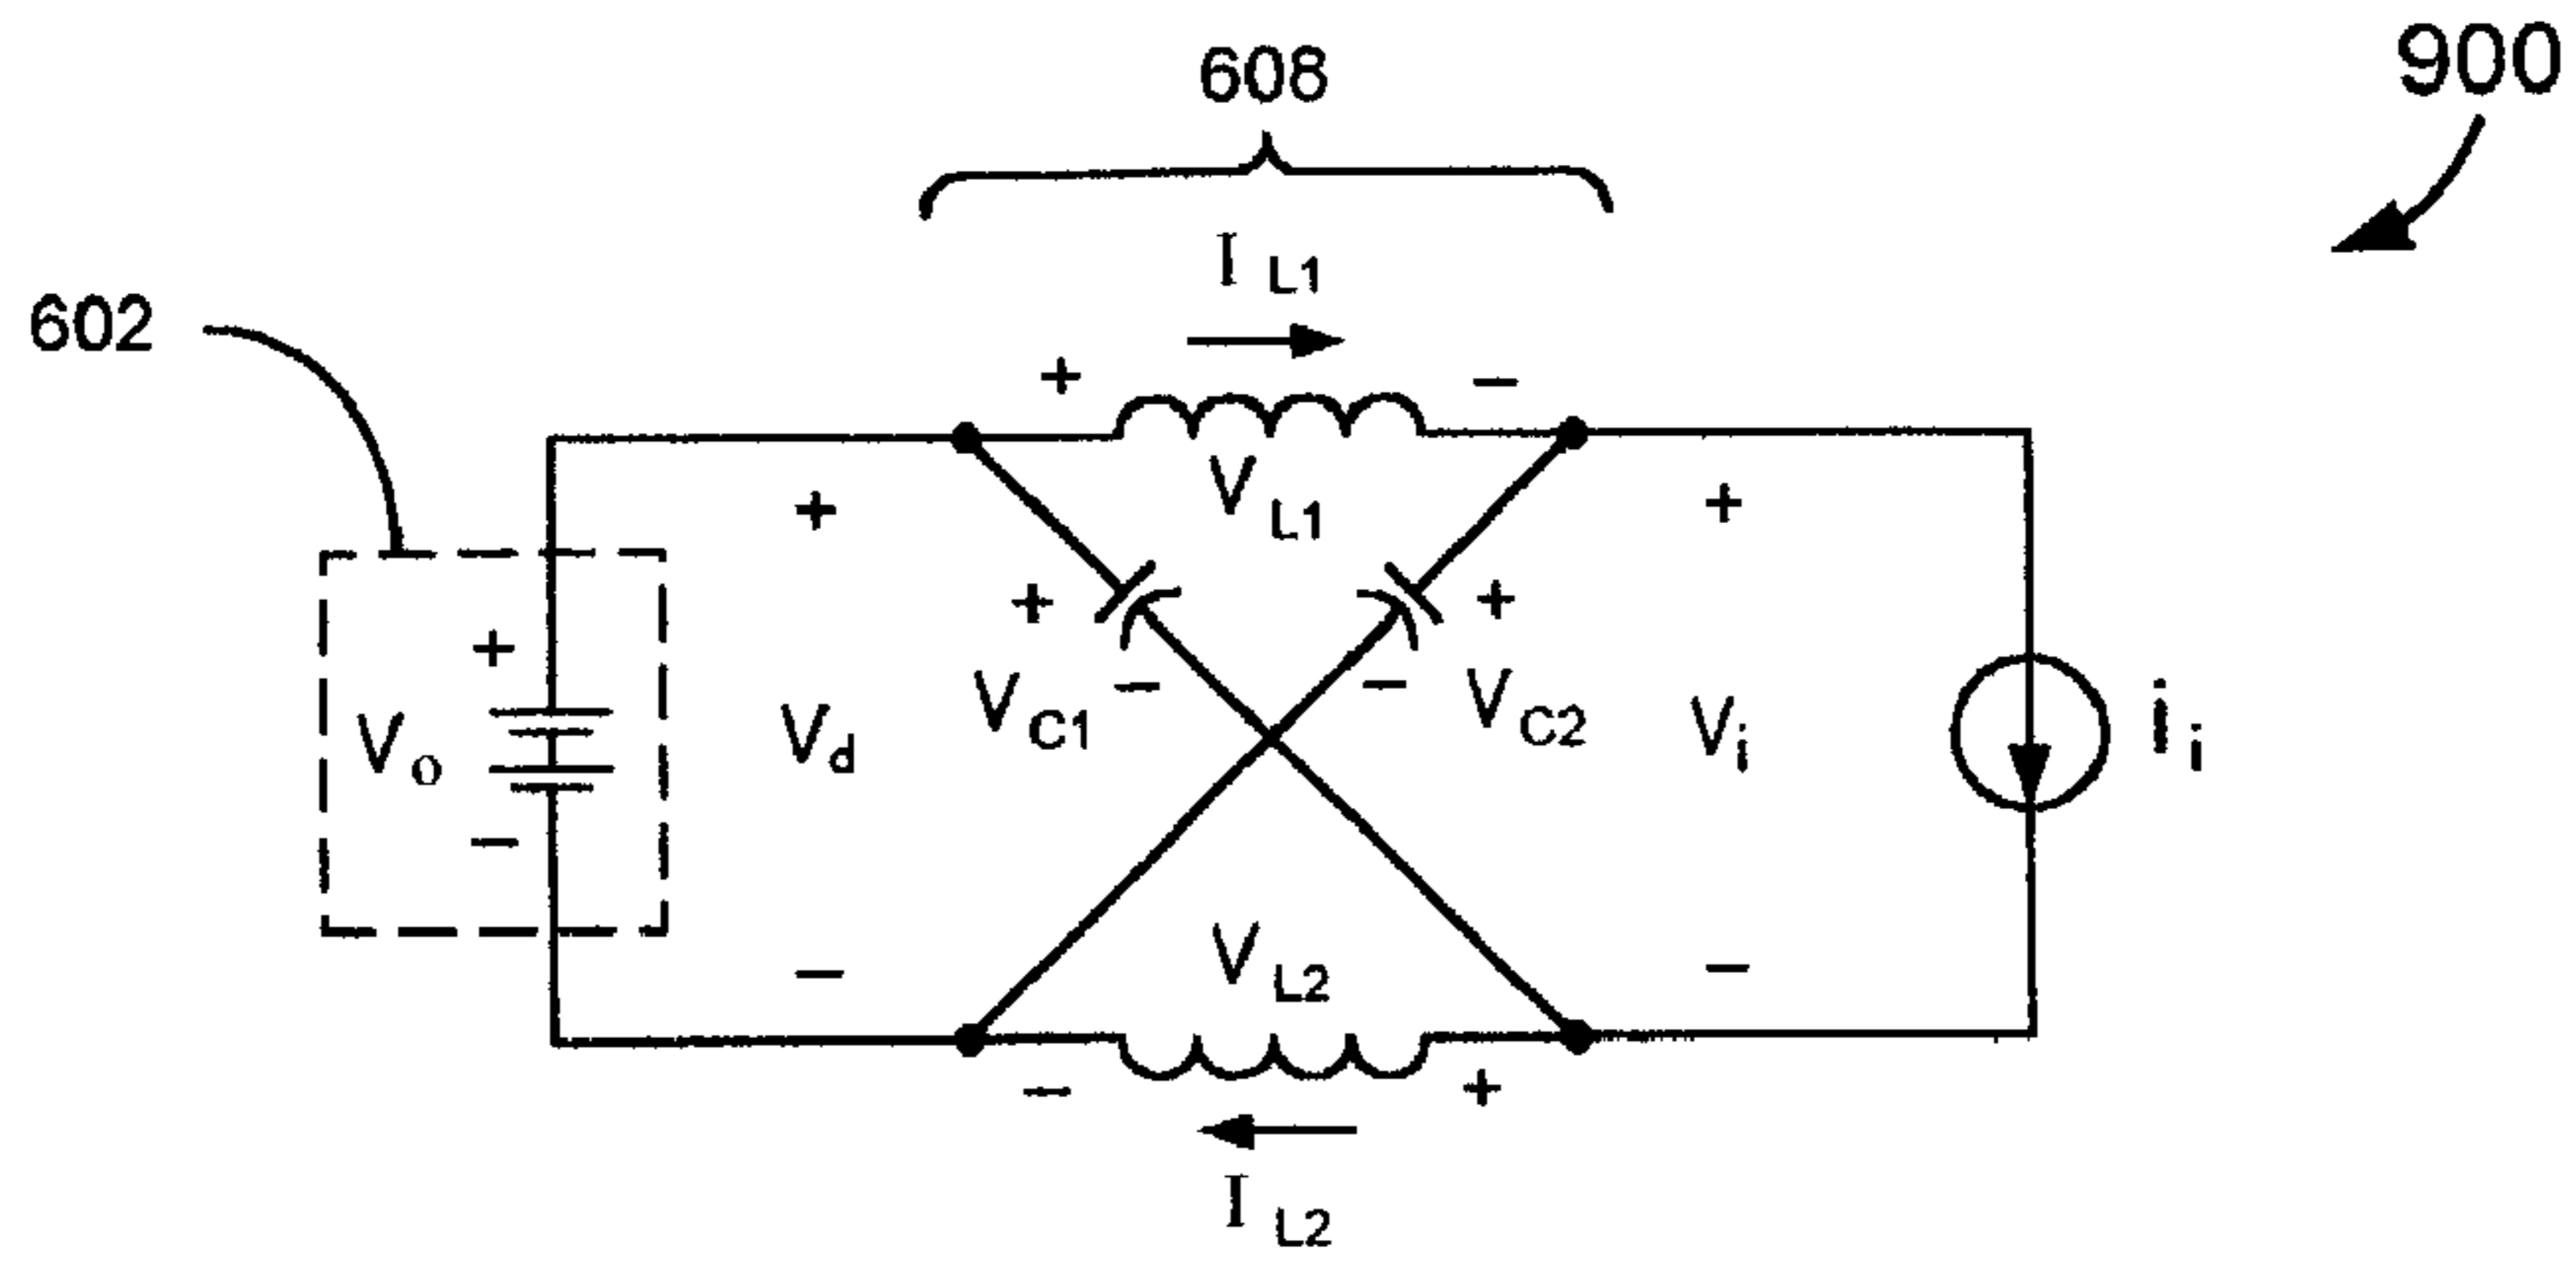 900
608
I L1
602
+ −
V L1
+ +
+ + +
V o V d V C1 − − V C2 V i i i
−
− V L2 −
− +
I L2